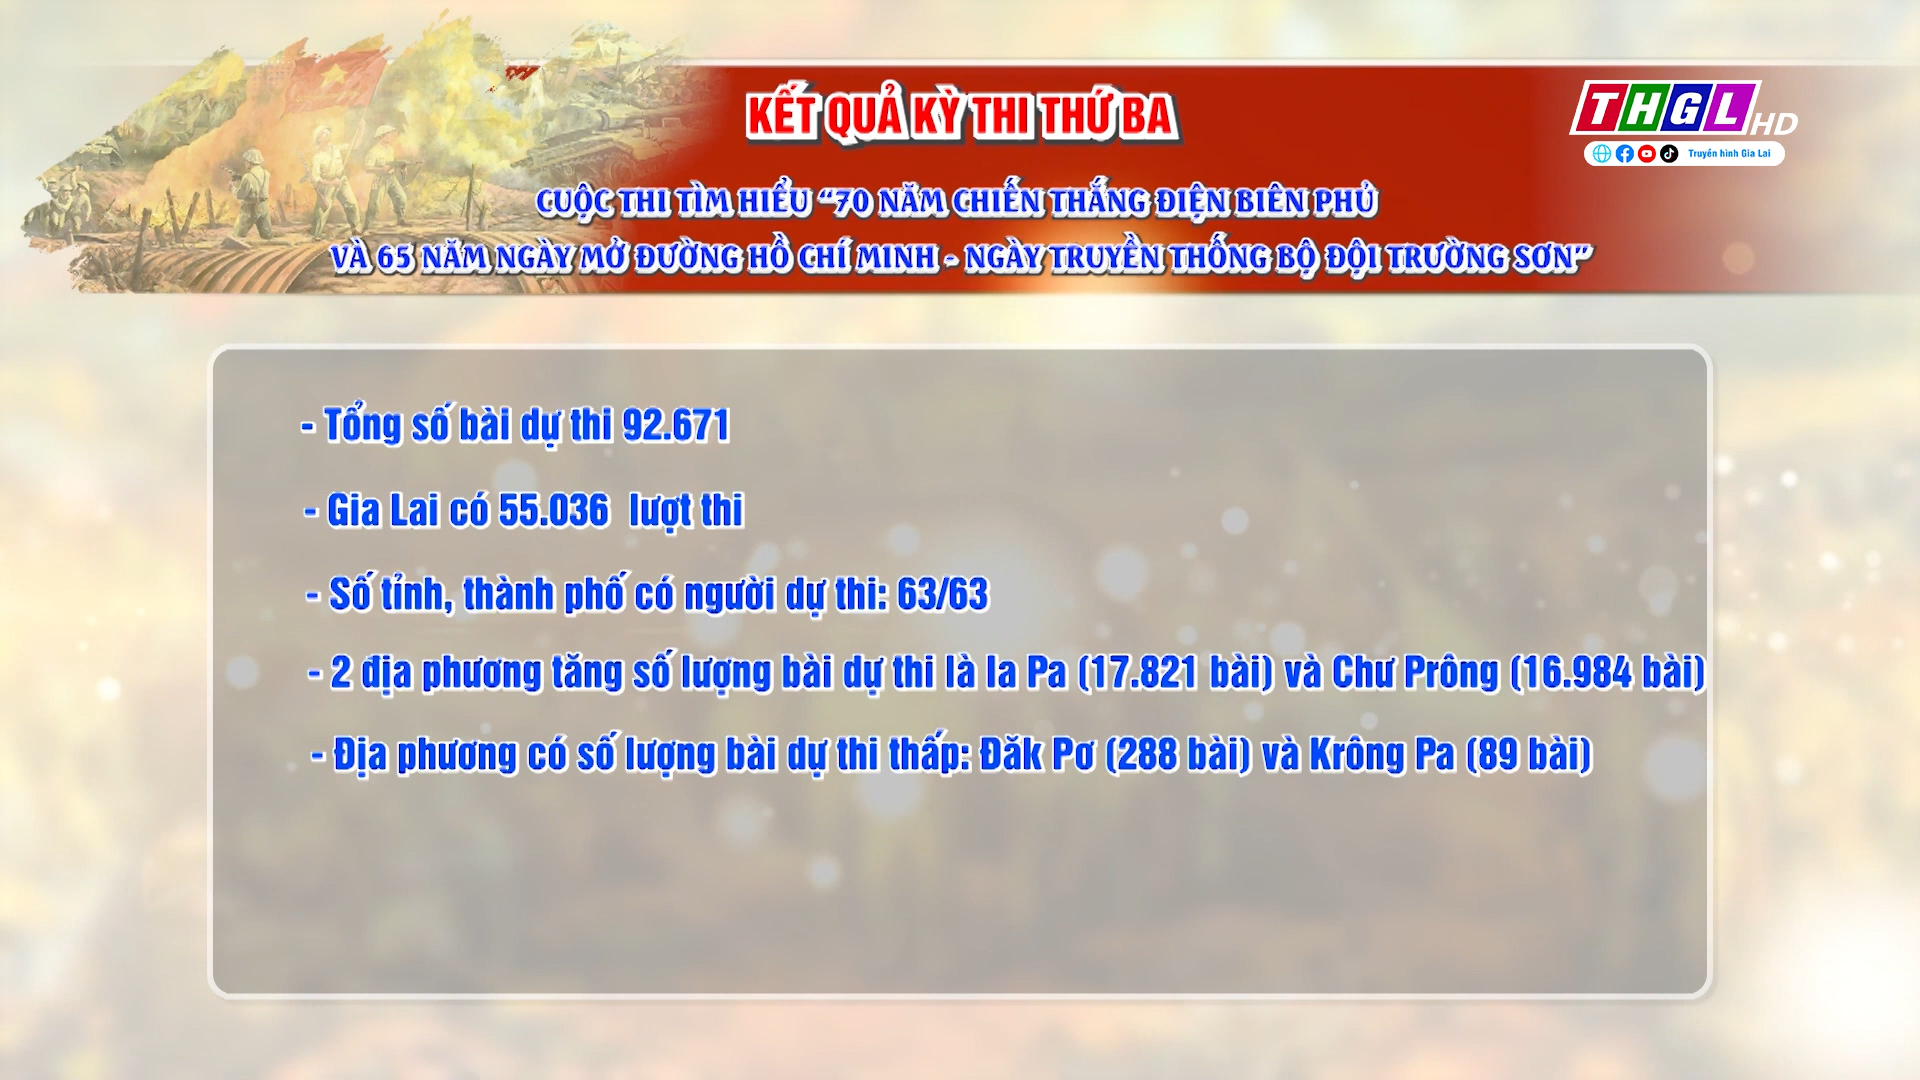 KẾT QUẢ KỲ THI THỨ BA
THGL HD
Truyền hình Gia Lai
CUỘC THI TÌM HIỂU “70 NĂM CHIẾN THẮNG ĐIỆN BIÊN PHỦ
VÀ 65 NĂM NGÀY MỞ ĐƯỜNG HỒ CHÍ MINH - NGÀY TRUYỀN THỐNG BỘ ĐỘI TRƯỜNG SƠN”
- Tổng số bài dự thi 92.671
- Gia Lai có 55.036 lượt thi
- Số tỉnh, thành phố có người dự thi: 63/63
- 2 địa phương tăng số lượng bài dự thi là Ia Pa (17.821 bài) và Chư Prông (16.984 bài)
- Địa phương có số lượng bài dự thi thấp: Đăk Pơ (288 bài) và Krông Pa (89 bài)